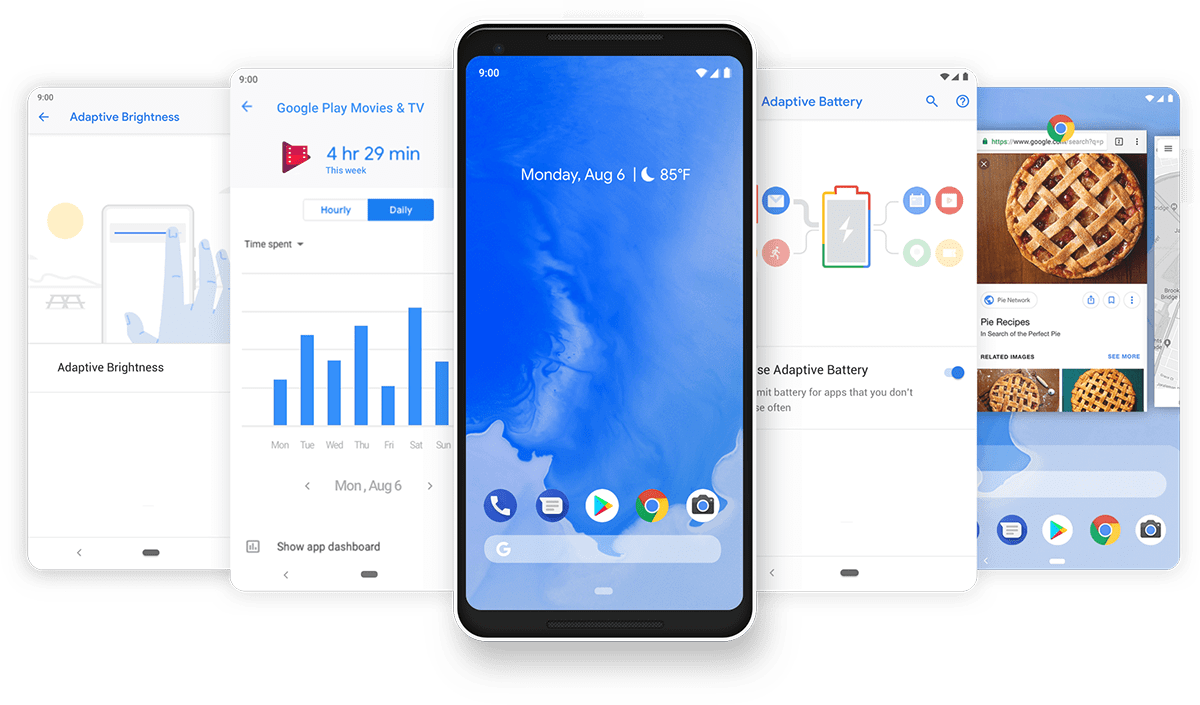 9:00
Adaptive Brightness
Adaptive Brightness
9:00
Google Play Movies & TV
4 hr 29 min
This week
Hourly
Daily
Time spent
Mon Tue Wed Thu Fri Sat Sun
Mon, Aug 6
Show app dashboard
9:00
Monday, Aug 6 | 85°F
G
Adaptive Battery
se Adaptive Battery
mit battery for apps that you don't
se often
https://www.google.com/search?q=p
Pie Network
Pie Recipes
In Search of the Perfect Pie
RELATED IMAGES
SEE MORE
Brook
Bridge